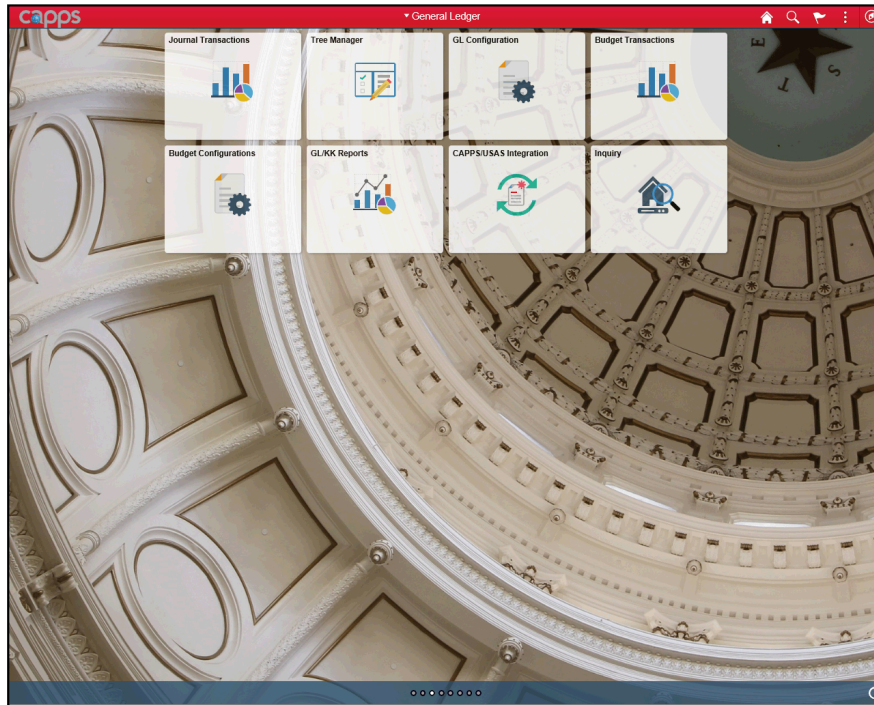 capps
General Ledger
Journal Transactions
Tree Manager
GL Configuration
Budget Transactions
Budget Configurations
GL/KK Reports
CAPPS/USAS Integration
Inquiry
E
T
S